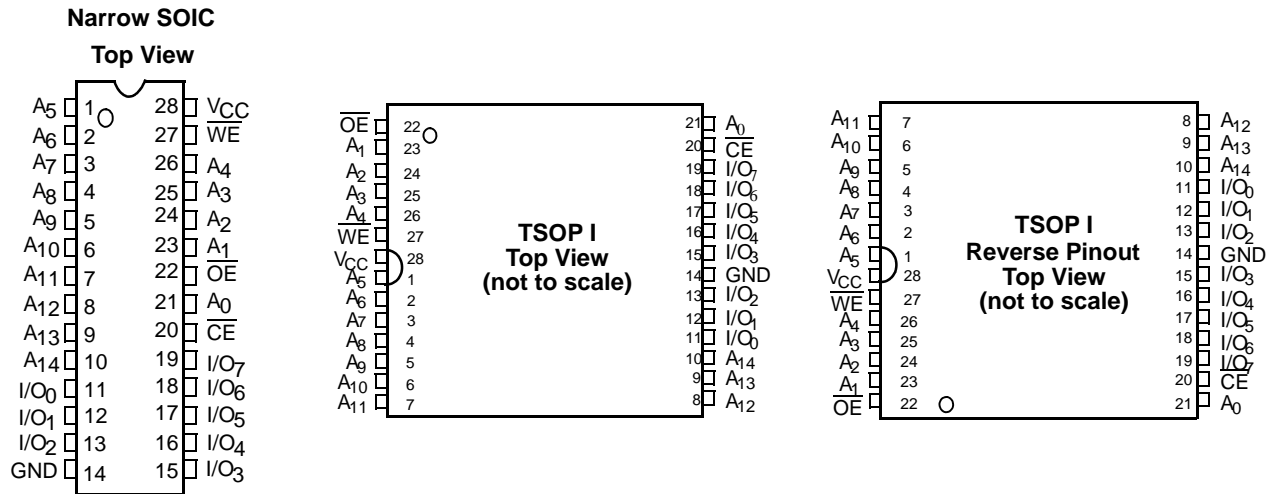 Narrow SOIC
Top View
A5 1 28 VCC
A6 2 27 WE
A7 3 26 A4
A8 4 25 A3
A9 5 24 A2
A10 6 23 A1
A11 7 22 OE
A12 8 21 A0
A13 9 20 CE
A14 10 19 I/O7
I/O0 11 18 I/O6
I/O1 12 17 I/O5
I/O2 13 16 I/O4
GND 14 15 I/O3
OE 22 21 A0
A1 23 20 CE
A2 24 19 I/O7
A3 25 18 I/O6
A4 26 17 I/O5
WE 27 16 I/O4
VCC 28 15 I/O3
A5 1 14 GND
A6 2 13 I/O2
A7 3 12 I/O1
A8 4 11 I/O0
A9 5 10 A14
A10 6 9 A13
A11 7 8 A12
TSOP I
Top View
(not to scale)
A11 7 8 A12
A10 6 9 A13
A9 5 10 A14
A8 4 11 I/O0
A7 3 12 I/O1
A6 2 13 I/O2
A5 1 14 GND
VCC 28 15 I/O3
WE 27 16 I/O4
A4 26 17 I/O5
A3 25 18 I/O6
A2 24 19 I/O7
A1 23 20 CE
OE 22 21 A0
TSOP I
Reverse Pinout
Top View
(not to scale)